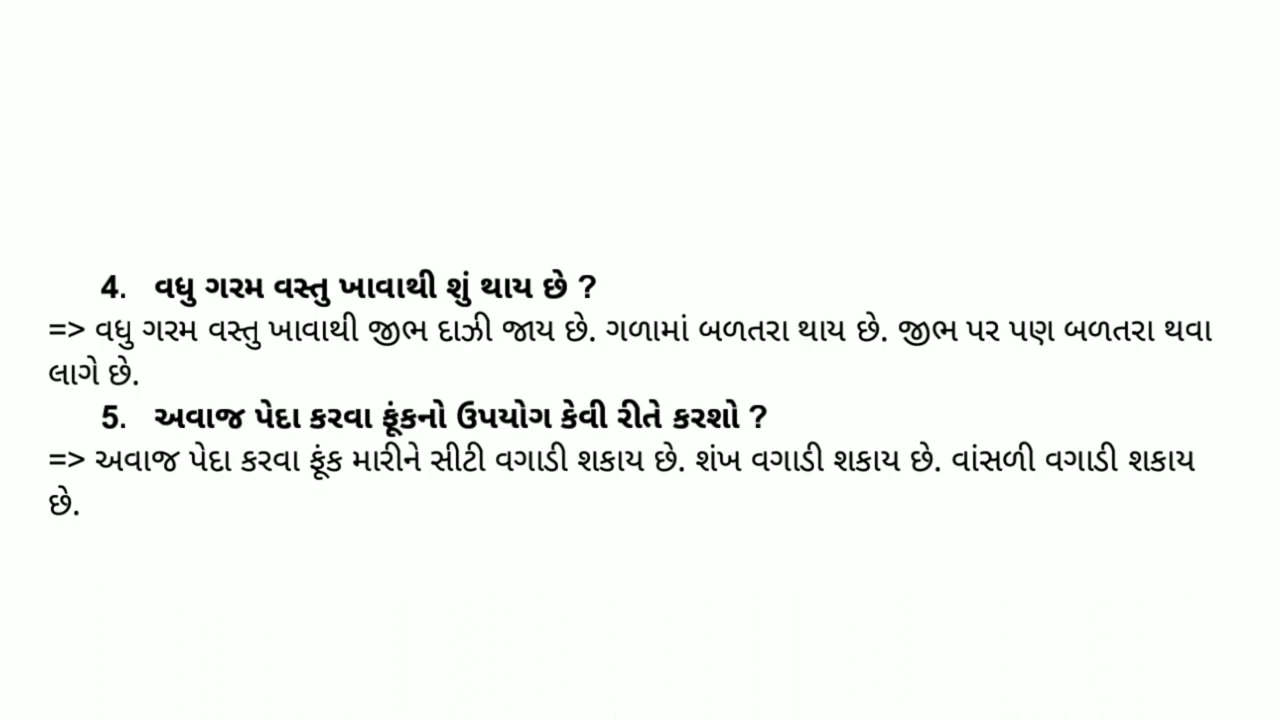 4. વધુ ગરમ વસ્તુ ખાવાથી શું થાય છે ?
=> વધુ ગરમ વસ્તુ ખાવાથી જીભ દાઝી જાય છે. ગળામાં બળતરા થાય છે. જીભ પર પણ બળતરા થવા
લાગે છે.
5. અવાજ પેદા કરવા ફૂંકનો ઉપયોગ કેવી રીતે કરશો ?
=> અવાજ પેદા કરવા ફૂંક મારીને સીટી વગાડી શકાય છે. શંખ વગાડી શકાય છે. વાંસળી વગાડી શકાય
છે.